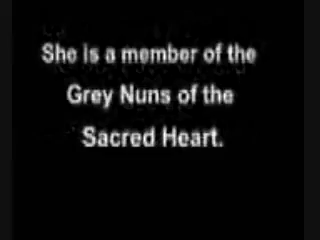 She is a member of the
Grey Nuns of the
Sacred Heart.